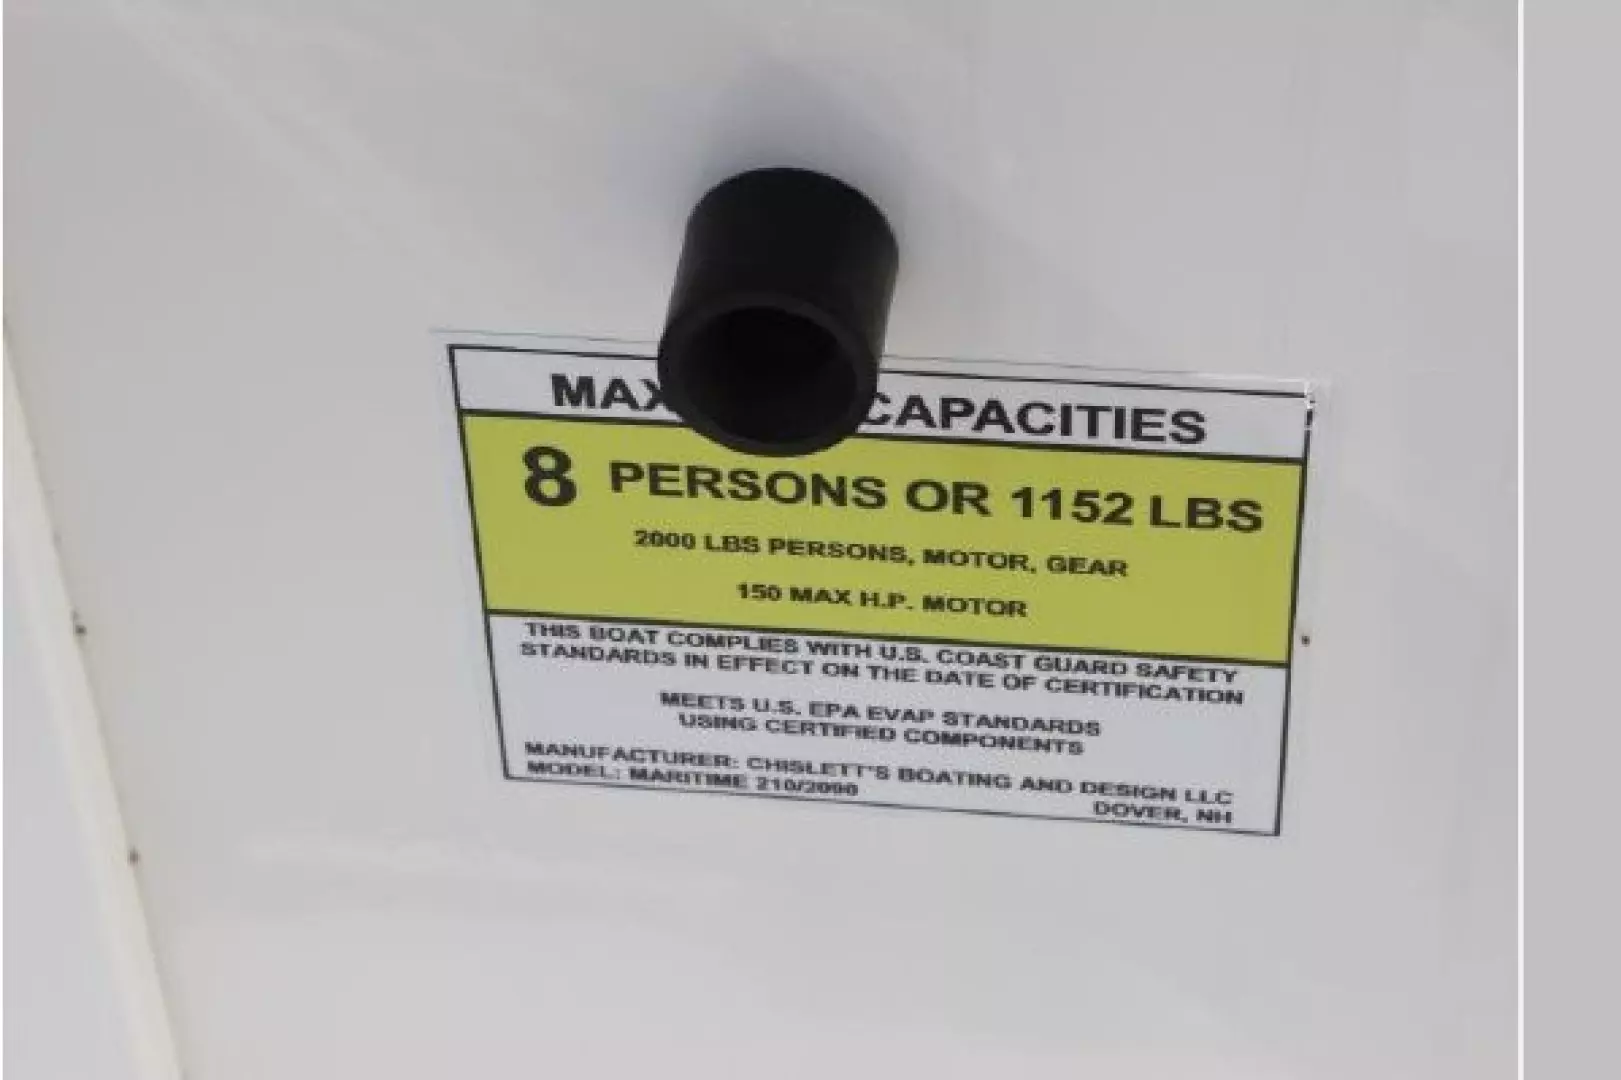 CAPACITIES
8 PERSONS OR 1152 LBS
2000 LBS PERSONS, MOTOR, GEAR
150 MAX H.P. MOTOR
THIS BOAT COMPLIES WITH U.S. COAST GUARD SAFETY
STANDARDS IN EFFECT ON THE DATE OF CERTIFICATION
MEETS U.S. EPA EVAP STANDARDS
USING CERTIFIED COMPONENTS
MANUFACTURER: CHISLETT'S BOATING AND DESIGN LLC
MODEL: MARITIME 210/2090
DOVER, NH